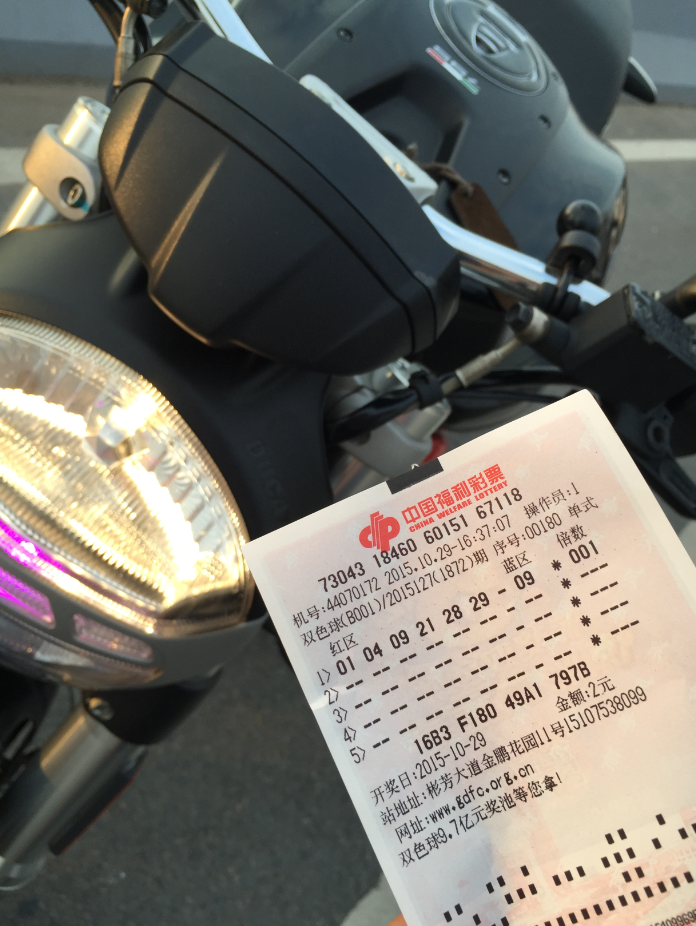 中国福利彩票
CHINA WELFARE LOTTERY
73043 18460 60151 67118
机号:44070172 2015.10.29-16:37:07 操作员:1
双色球(B001)/2015127(1872)期 序号:00180 单式
红区 蓝区 倍数
1> 01 04 09 21 28 29 - 09 * 001
2> -- -- -- -- -- -- - -- * ---
3> -- -- -- -- -- -- - -- * ---
4> -- -- -- -- -- -- - -- * ---
5> -- -- -- -- -- -- - -- * ---
16B3 F180 49A1 797B
开奖日:2015-10-29 金额:2元
站地址:彬芳大道金鹏花园11号15107538099
网址:www.gdfc.org.cn
双色球9.7亿元奖池等您拿!